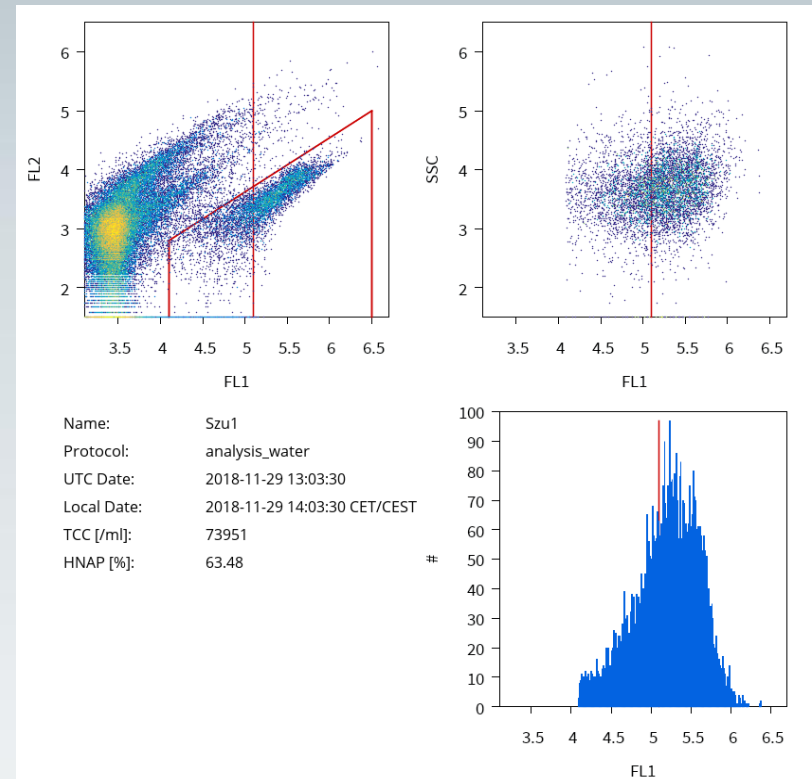 6
5
4
3
2
FL2
3.5 4 4.5 5 5.5 6 6.5
FL1
6
5
4
3
2
SSC
3.5 4 4.5 5 5.5 6 6.5
FL1
Name: Szu1
Protocol: analysis_water
UTC Date: 2018-11-29 13:03:30
Local Date: 2018-11-29 14:03:30 CET/CEST
TCC [/ml]: 73951
HNAP [%]: 63.48
100
90
80
70
60
50
40
30
20
10
0
#
3.5 4 4.5 5 5.5 6 6.5
FL1